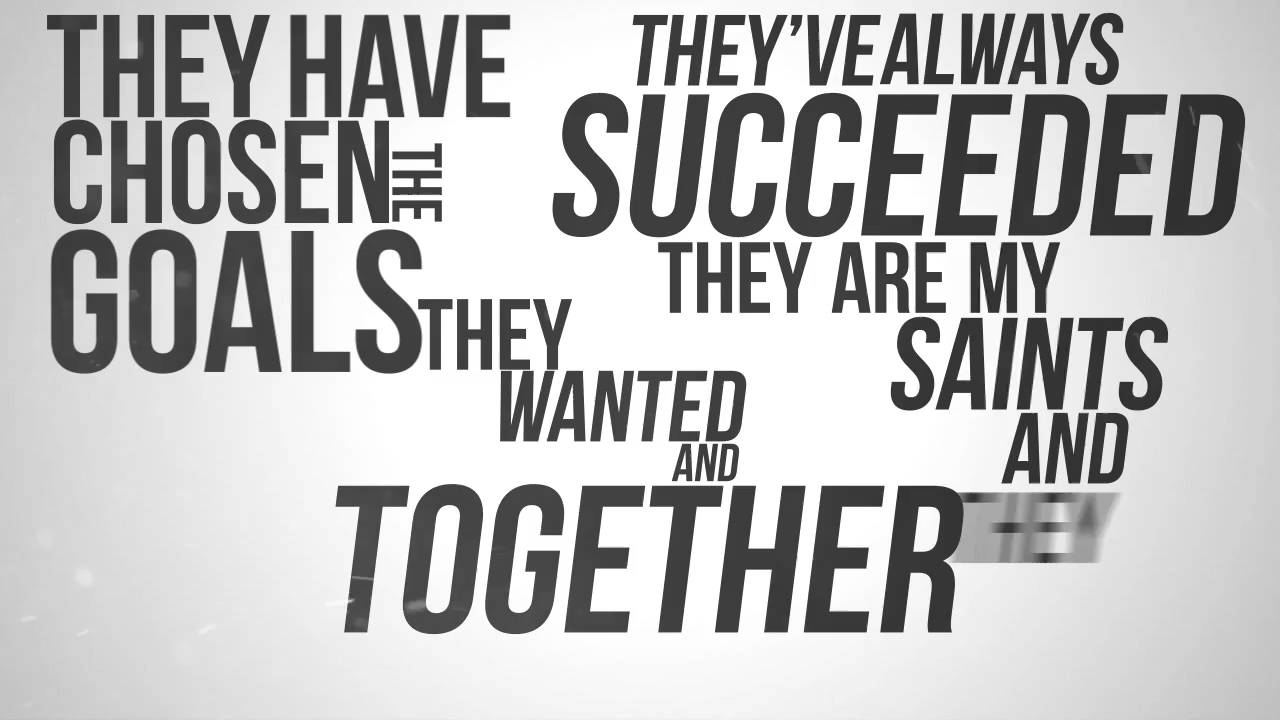 THEY HAVE
CHOSEN THE
GOALS THEY
WANTED
AND
TOGETHER
THEY'VE ALWAYS
SUCCEEDED
THEY ARE MY
SAINTS
AND